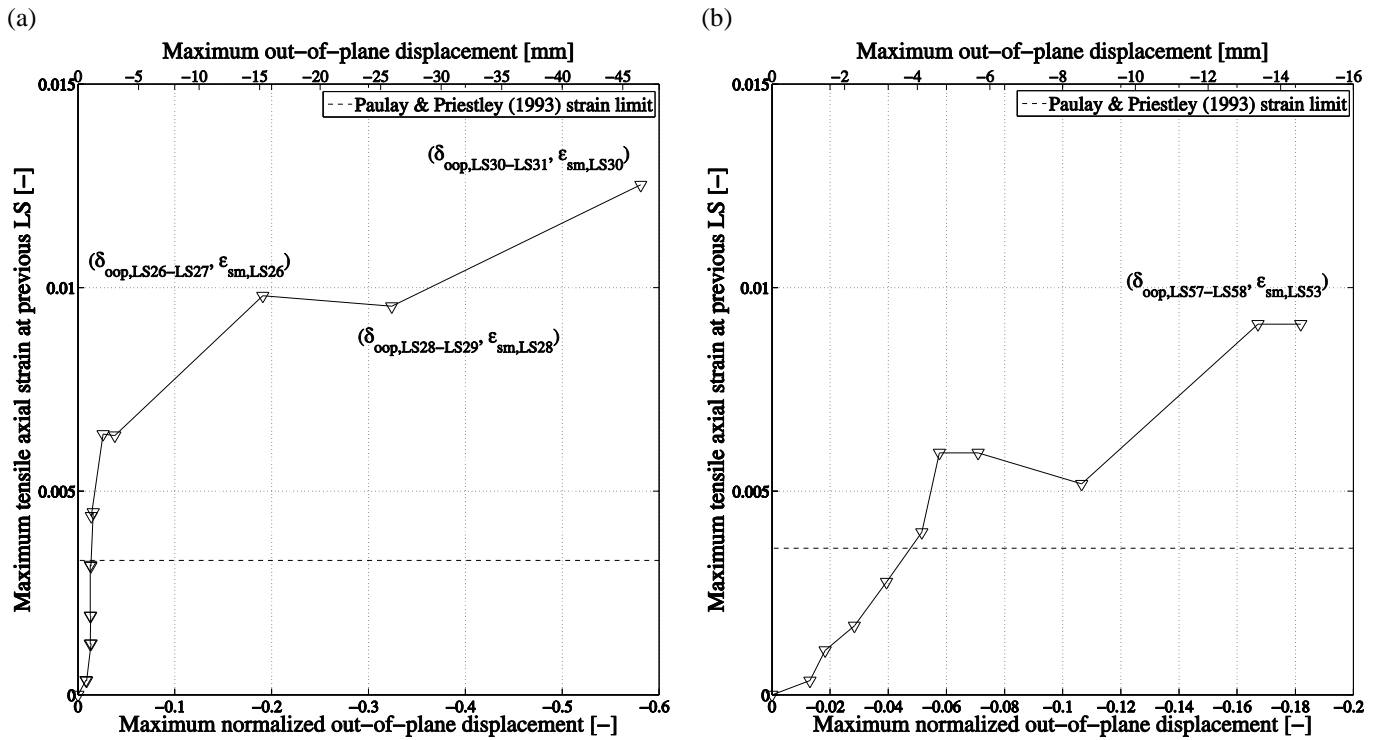 (a)
Maximum out−of−plane displacement [mm]
0 −5 −10 −15 −20 −25 −30 −35 −40 −45
0.015
Paulay & Priestley (1993) strain limit
(δoop,LS30−LS31, εsm,LS30)
(δoop,LS26−LS27, εsm,LS26)
0.01
(δoop,LS28−LS29, εsm,LS28)
0.005
0
Maximum tensile axial strain at previous LS [−]
0 −0.1 −0.2 −0.3 −0.4 −0.5 −0.6
Maximum normalized out−of−plane displacement [−]
(b)
Maximum out−of−plane displacement [mm]
0 −2 −4 −6 −8 −10 −12 −14 −16
0.015
Paulay & Priestley (1993) strain limit
(δoop,LS57−LS58, εsm,LS53)
0.01
0.005
0
Maximum tensile axial strain at previous LS [−]
0 −0.02 −0.04 −0.06 −0.08 −0.1 −0.12 −0.14 −0.16 −0.18 −0.2
Maximum normalized out−of−plane displacement [−]